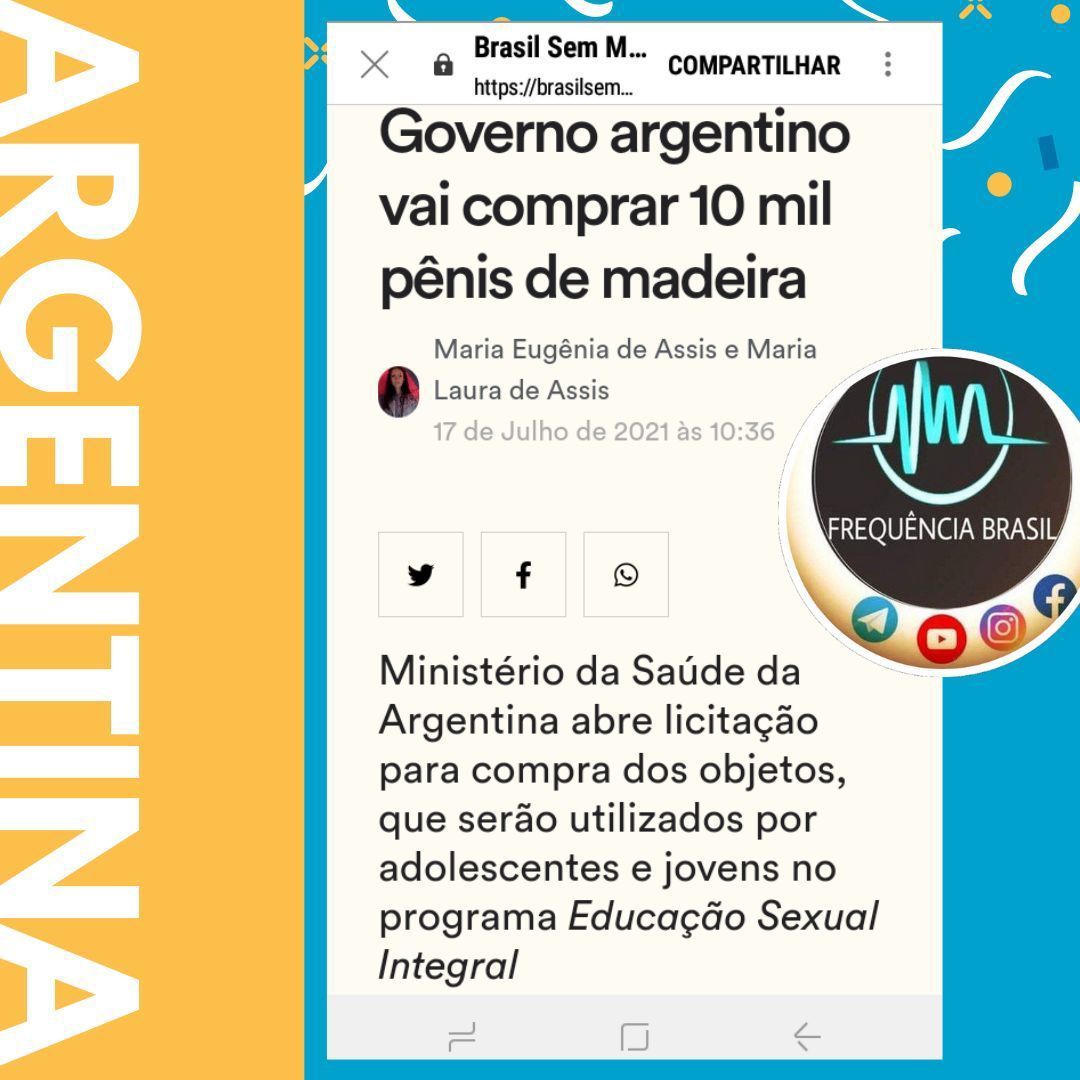 ARGENTINA
Brasil Sem M...
https://brasilsem...
COMPARTILHAR
Governo argentino
vai comprar 10 mil
pênis de madeira
Maria Eugênia de Assis e Maria
Laura de Assis
17 de Julho de 2021 às 10:36
FREQUÊNCIA BRASIL
Ministério da Saúde da
Argentina abre licitação
para compra dos objetos,
que serão utilizados por
adolescentes e jovens no
programa Educação Sexual
Integral